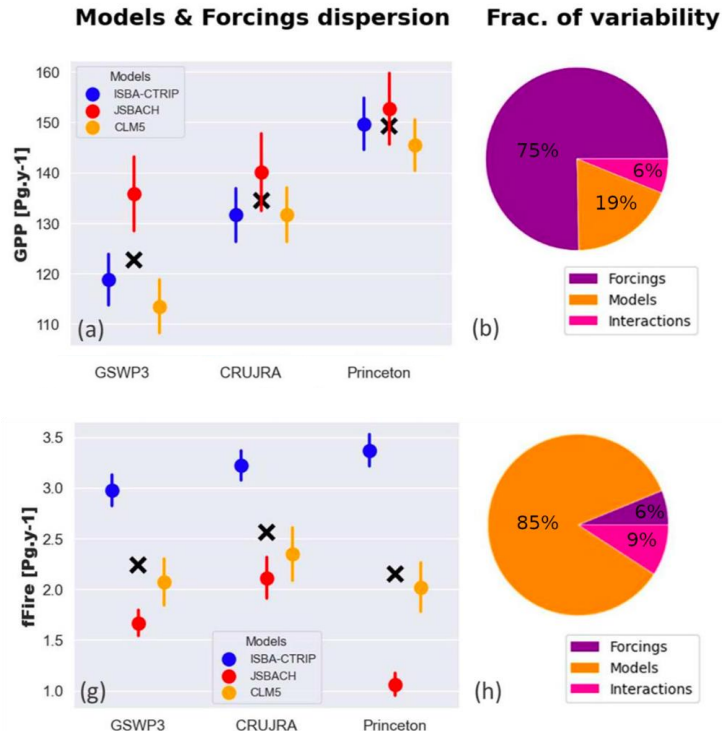 Models & Forcings dispersion
Frac. of variability
GPP [Pg.y-1]
160
150
140
130
120
110
Models
ISBA-CTRIP
JSBACH
CLM5
(a)
GSWP3
CRUJRA
Princeton
75%
6%
19%
(b)
Forcings
Models
Interactions
fFire [Pg.y-1]
3.5
3.0
2.5
2.0
1.5
1.0
Models
ISBA-CTRIP
JSBACH
CLM5
(g)
GSWP3
CRUJRA
Princeton
85%
6%
9%
(h)
Forcings
Models
Interactions